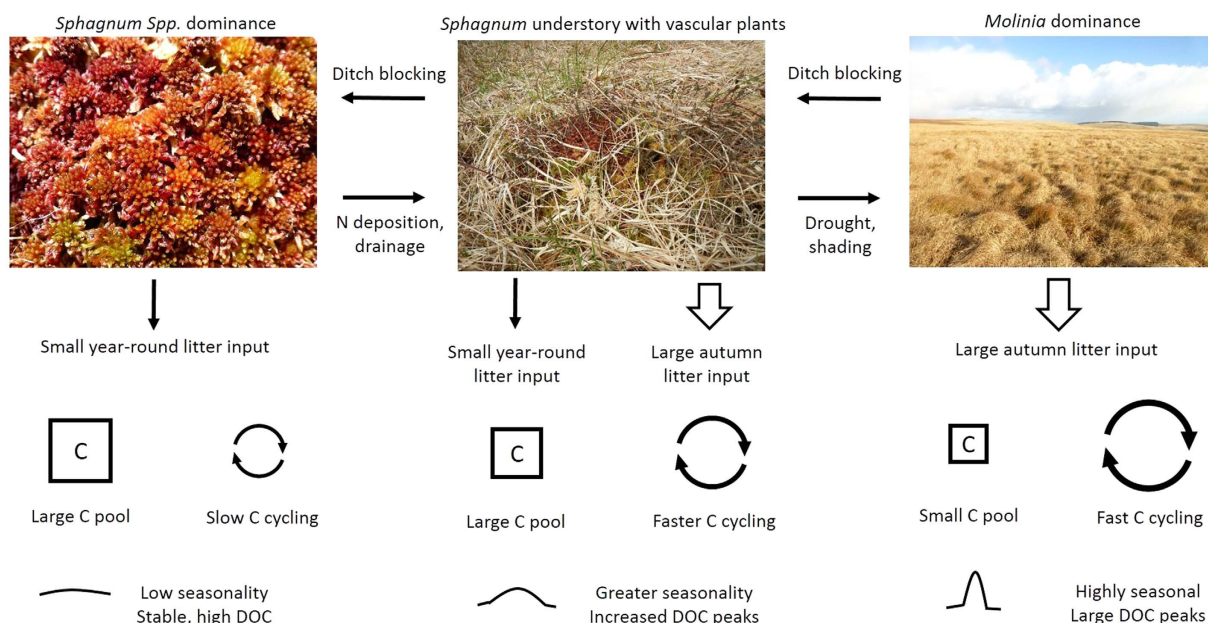 Sphagnum Spp. dominance
Sphagnum understory with vascular plants
Molinia dominance
Ditch blocking
Ditch blocking
N deposition,
drainage
Drought,
shading
Small year-round litter input
Small year-round
litter input
Large autumn
litter input
Large autumn litter input
C
C
C
Large C pool
Slow C cycling
Large C pool
Faster C cycling
Small C pool
Fast C cycling
Low seasonality
Stable, high DOC
Greater seasonality
Increased DOC peaks
Highly seasonal
Large DOC peaks